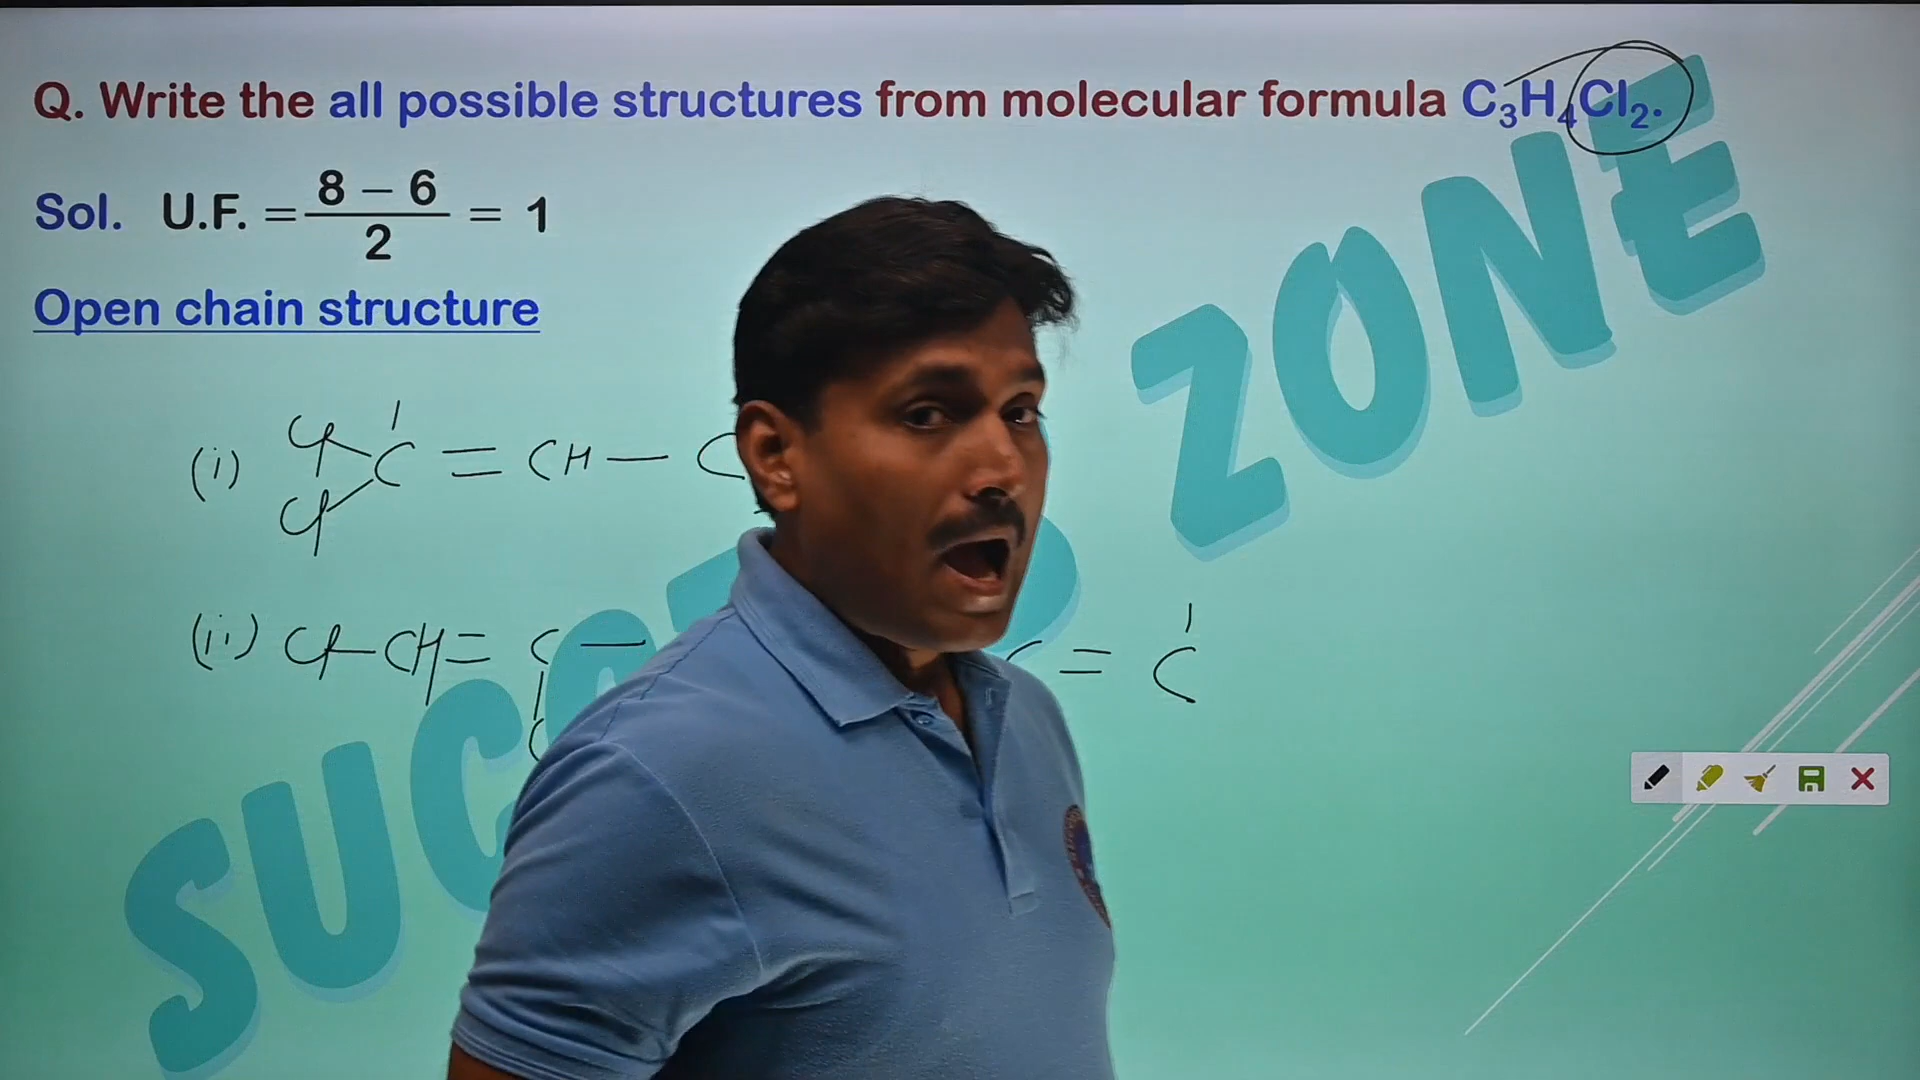 Q. Write the all possible structures from molecular formula C₃H₄Cl₂.
Sol. U.F. = (8 – 6)/2 = 1
Open chain structure
(i) Cl Cl C = CH — C
(ii) Cl—CH = C —
C = C
ZONE